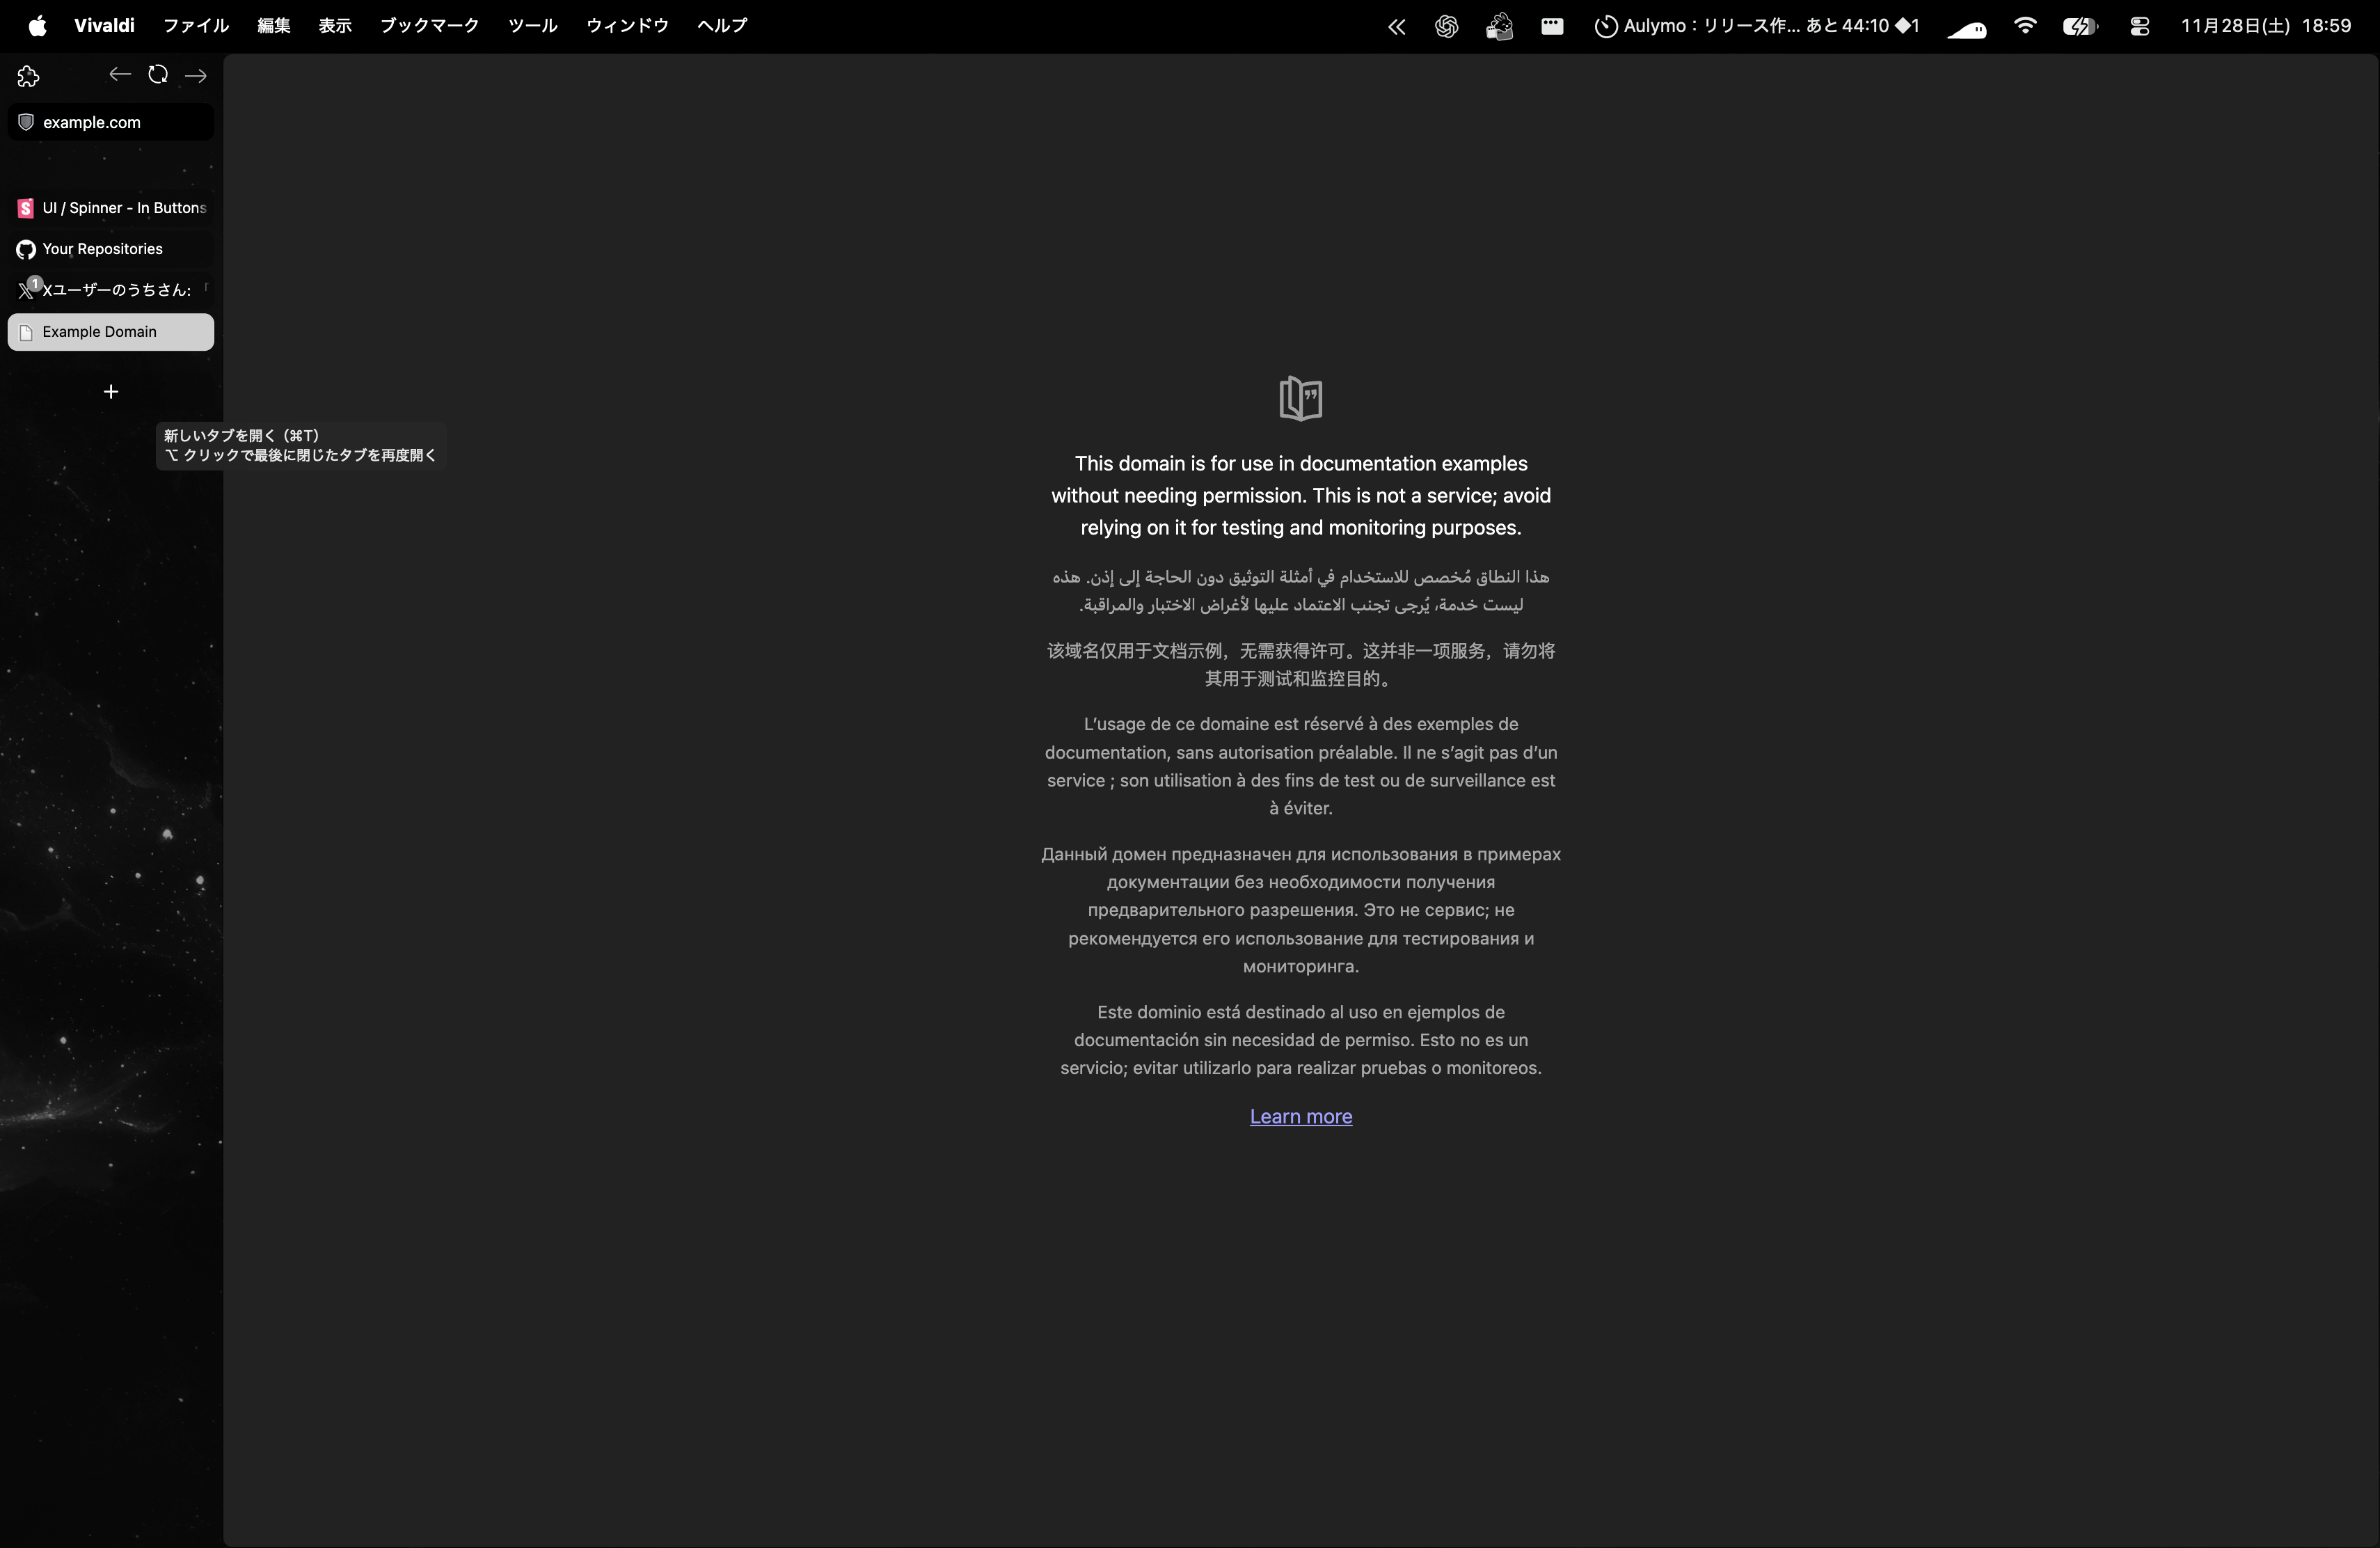 Vivaldi ファイル 編集 表示 ブックマーク ツール ウィンドウ ヘルプ
Aulymo：リリース作... あと44:10 ◆1
11月28日(土) 18:59
example.com
UI / Spinner - In Buttons
Your Repositories
1
Xユーザーのうちさん: 「
Example Domain
+
新しいタブを開く (⌘T)
⌥ クリックで最後に閉じたタブを再度開く
This domain is for use in documentation examples
without needing permission. This is not a service; avoid
relying on it for testing and monitoring purposes.
هذا النطاق مُخصص للاستخدام في أمثلة التوثيق دون الحاجة إلى إذن. هذه
ليست خدمة، يُرجى تجنب الاعتماد عليها لأغراض الاختبار والمراقبة.
该域名仅用于文档示例，无需获得许可。这并非一项服务，请勿将
其用于测试和监控目的。
L’usage de ce domaine est réservé à des exemples de
documentation, sans autorisation préalable. Il ne s’agit pas d’un
service ; son utilisation à des fins de test ou de surveillance est
à éviter.
Данный домен предназначен для использования в примерах
документации без необходимости получения
предварительного разрешения. Это не сервис; не
рекомендуется его использование для тестирования и
мониторинга.
Este dominio está destinado al uso en ejemplos de
documentación sin necesidad de permiso. Esto no es un
servicio; evitar utilizarlo para realizar pruebas o monitoreos.
Learn more